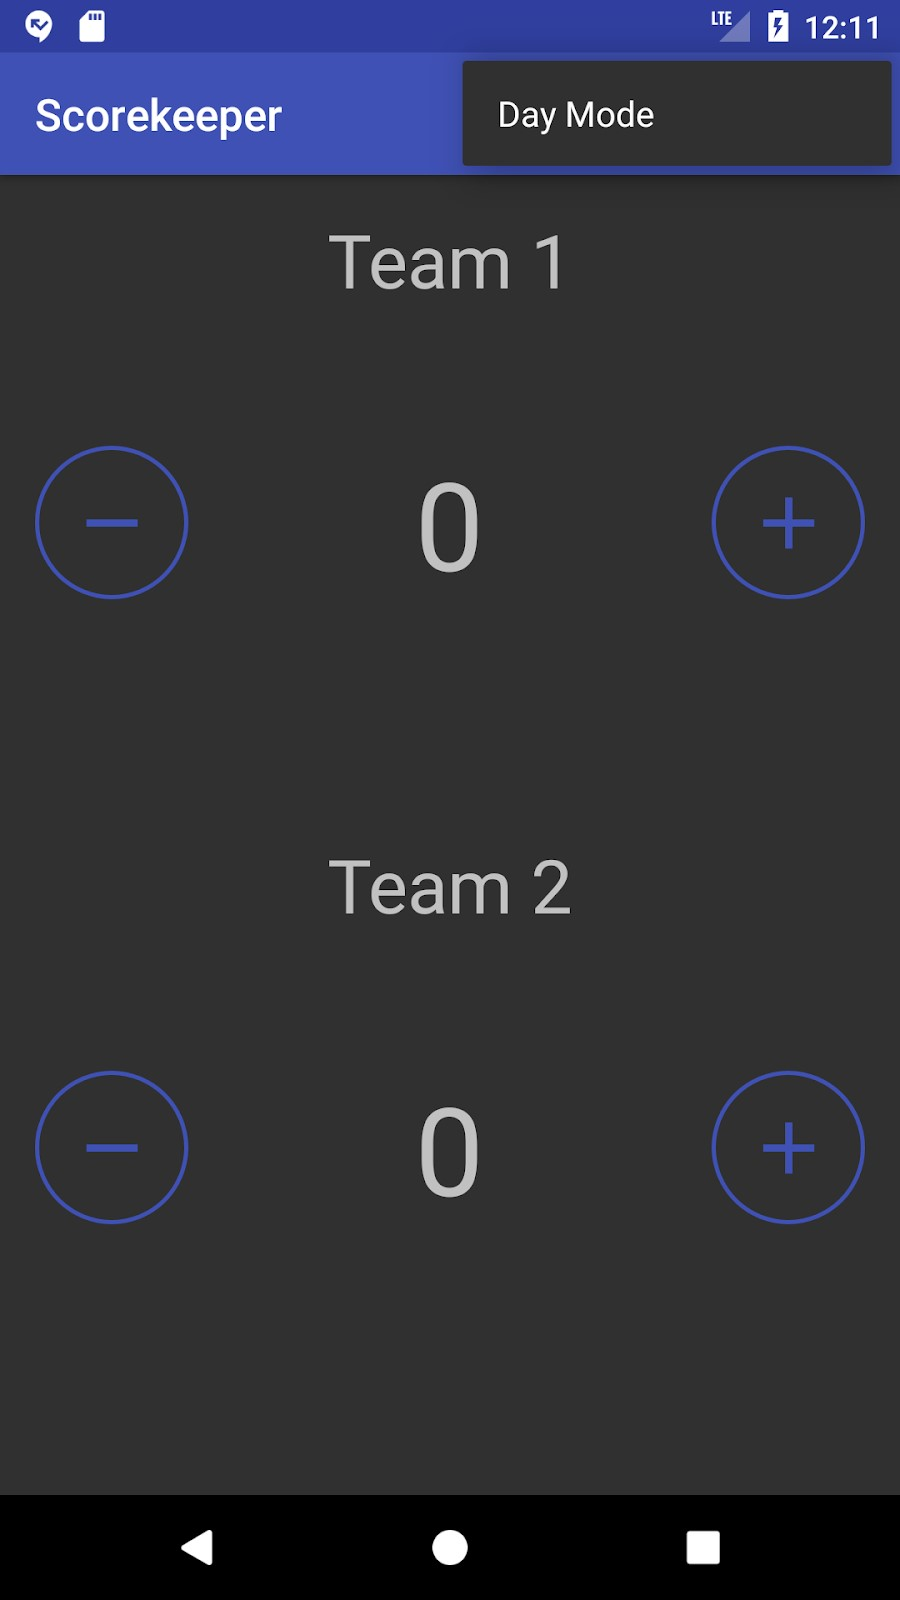 LTE 12:11
Scorekeeper
Day Mode
Team 1
0
Team 2
0